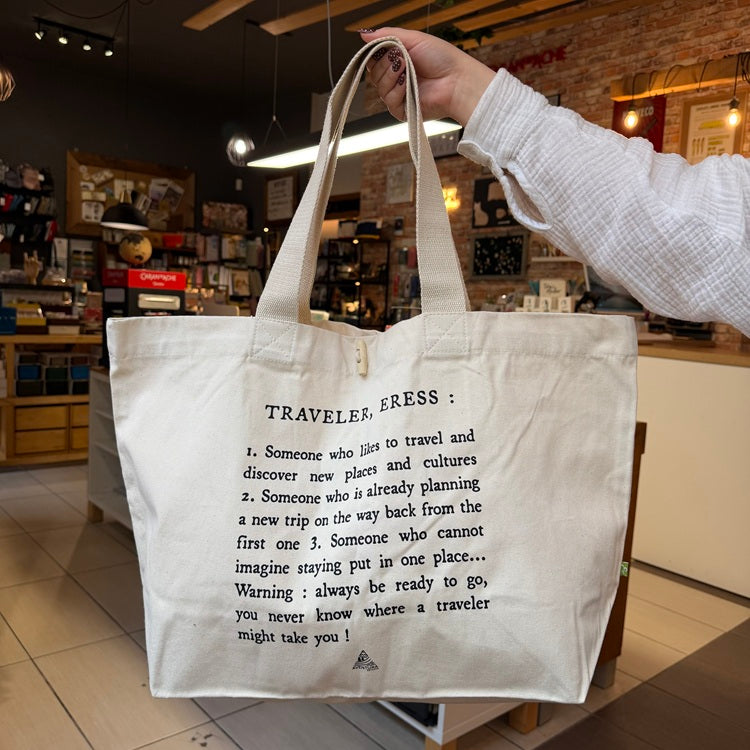 TRAVELER, ERESS :
1. Someone who likes to travel and
discover new places and cultures
2. Someone who is already planning
a new trip on the way back from the
first one 3. Someone who cannot
imagine staying put in one place...
Warning : always be ready to go,
you never know where a traveler
might take you !
CARAN D'ACHE